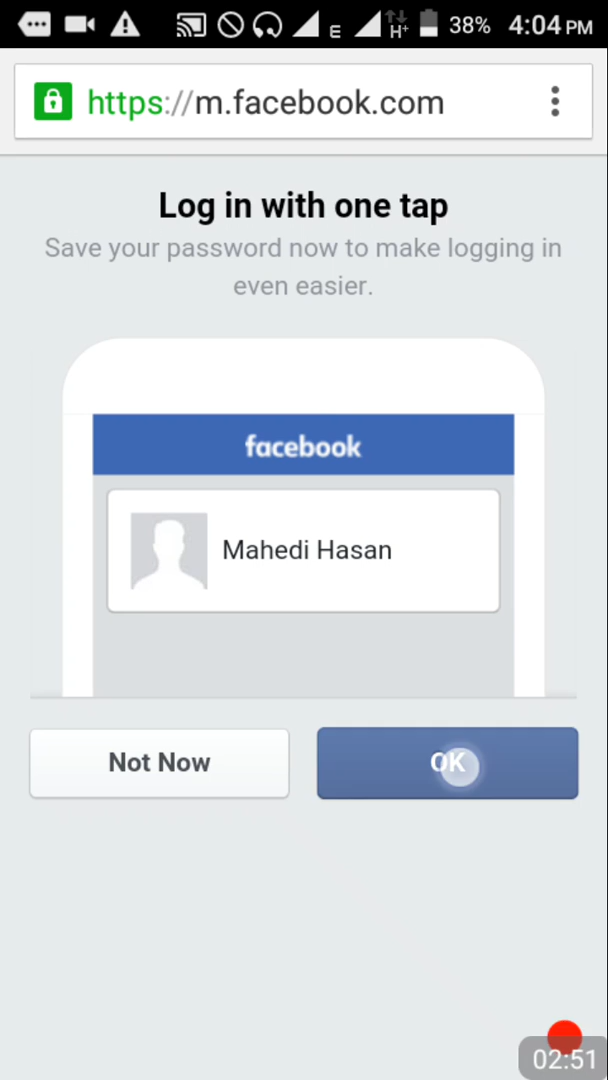 E H+ 38% 4:04 PM
https://m.facebook.com
Log in with one tap
Save your password now to make logging in
even easier.
facebook
Mahedi Hasan
Not Now
OK
02:51